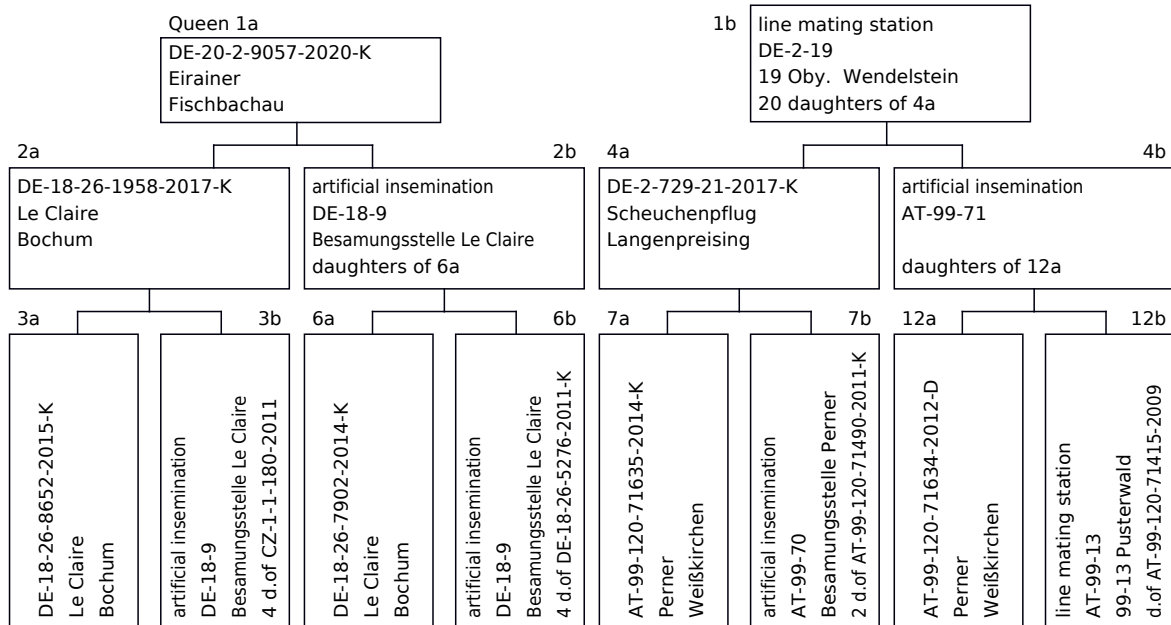 Queen 1a
DE-20-2-9057-2020-K
Eirainer
Fischbachau
1b
line mating station
DE-2-19
19 Oby.  Wendelstein
20 daughters of 4a
2a
DE-18-26-1958-2017-K
Le Claire
Bochum
2b
artificial insemination
DE-18-9
Besamungsstelle Le Claire
daughters of 6a
4a
DE-2-729-21-2017-K
Scheuchenpflug
Langenpreising
4b
artificial insemination
AT-99-71
daughters of 12a
3a
DE-18-26-8652-2015-K
Le Claire
Bochum
3b
artificial insemination
DE-18-9
Besamungsstelle Le Claire
4 d.of CZ-1-1-180-2011
6a
DE-18-26-7902-2014-K
Le Claire
Bochum
6b
artificial insemination
DE-18-9
Besamungsstelle Le Claire
4 d.of DE-18-26-5276-2011-K
7a
AT-99-120-71635-2014-K
Perner
Weißkirchen
7b
artificial insemination
AT-99-70
Besamungsstelle Perner
2 d.of AT-99-120-71490-2011-K
12a
AT-99-120-71634-2012-D
Perner
Weißkirchen
12b
line mating station
AT-99-13
99-13 Pusterwald
d.of AT-99-120-71415-2009